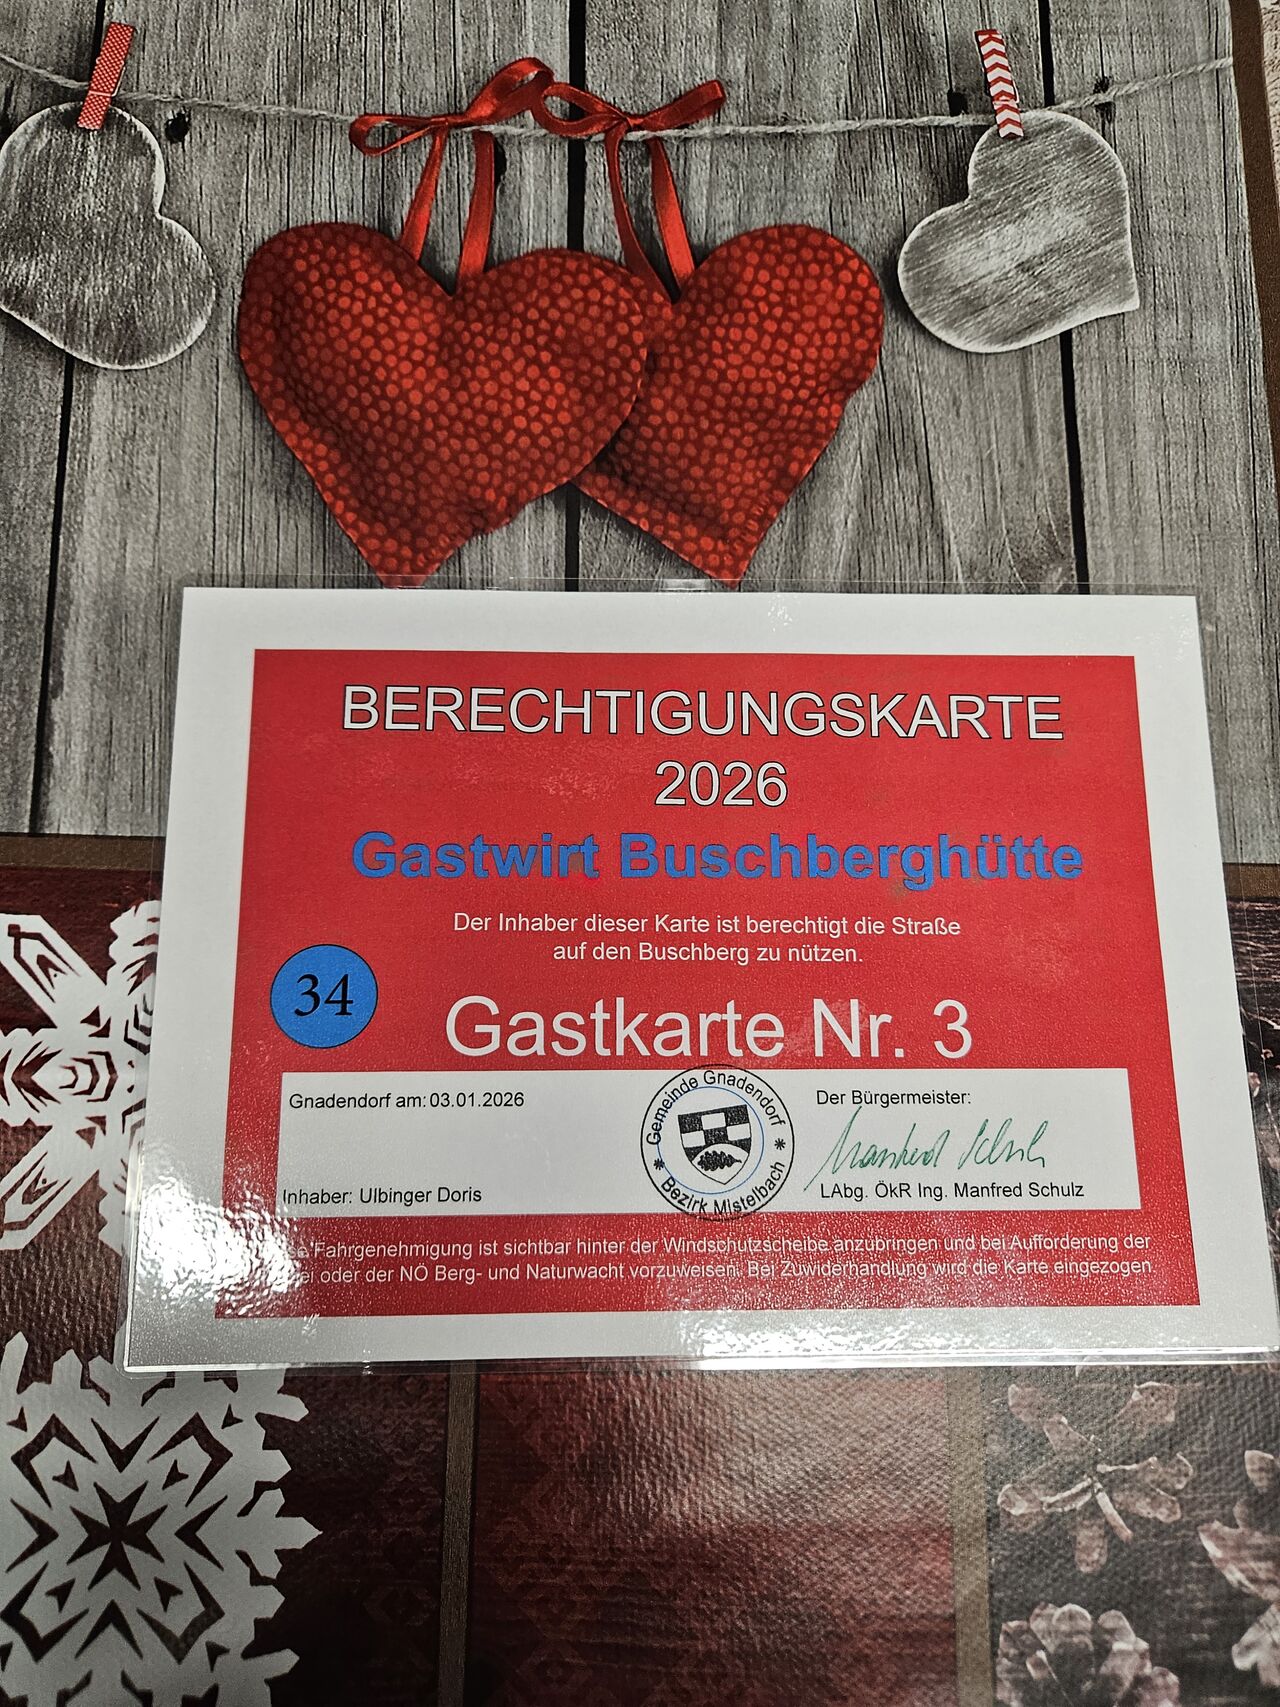 BERECHTIGUNGSKARTE
2026
Gastwirt Buschberghütte
Der Inhaber dieser Karte ist berechtigt die Straße
auf den Buschberg zu nützen.
34
Gastkarte Nr. 3
Gnadendorf am: 03.01.2026
Gemeinde Gnadendorf
* Bezirk Mistelbach *
Der Bürgermeister:
Manfred Schulz
Inhaber: Ulbinger Doris
LAbg. ÖkR Ing. Manfred Schulz
Fahrgenehmigung ist sichtbar hinter der Windschutzscheibe anzubringen und bei Aufforderung der
oder der NÖ Berg- und Naturwacht vorzuweisen. Bei Zuwiderhandlung wird die Karte eingezogen